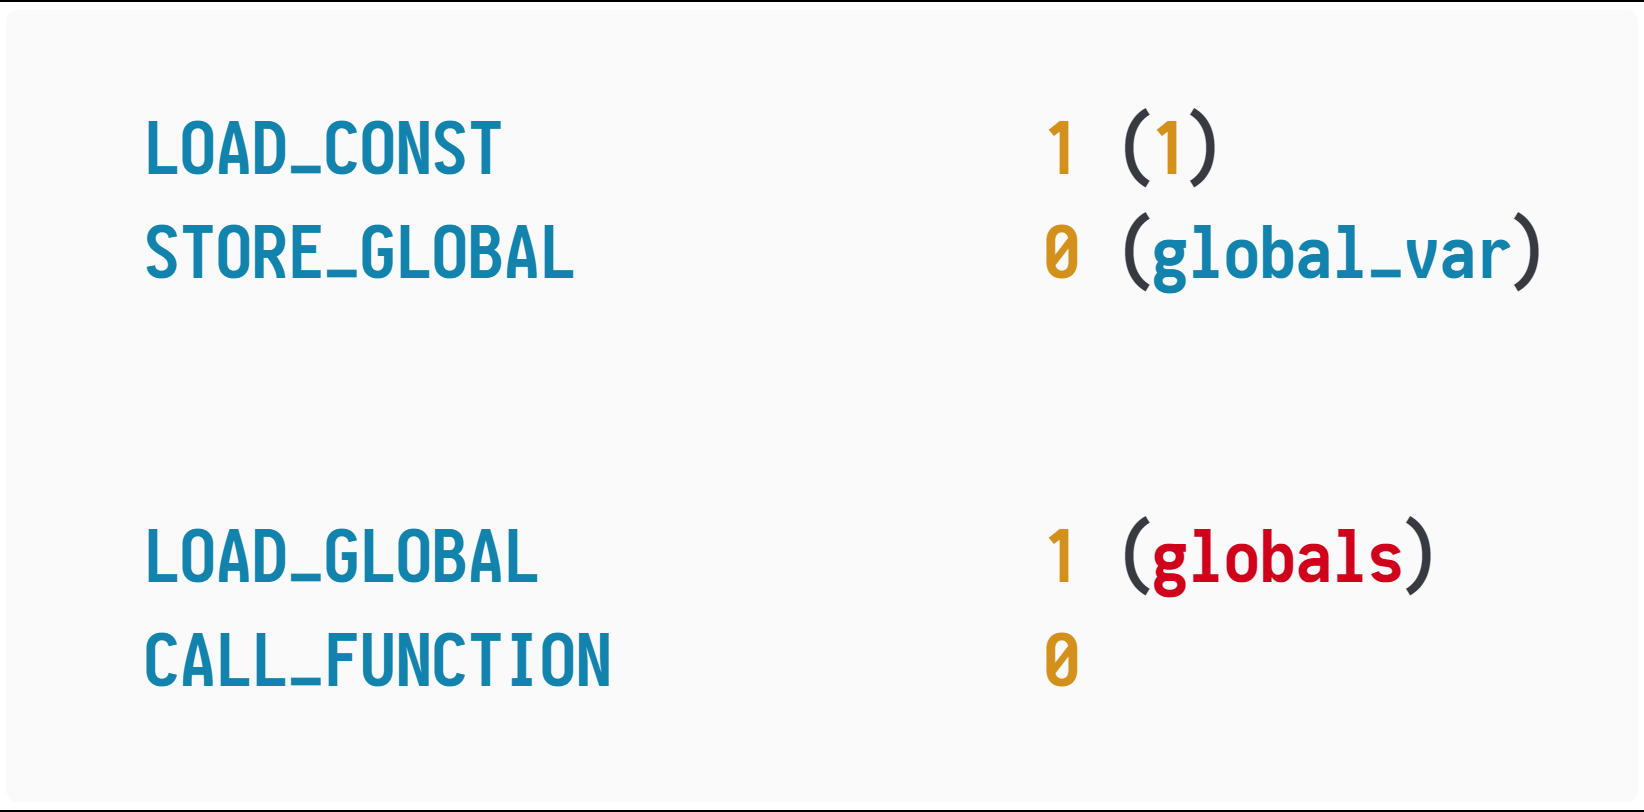 LOAD_CONST 1 (1)
STORE_GLOBAL 0 (global_var)
LOAD_GLOBAL 1 (globals)
CALL_FUNCTION 0